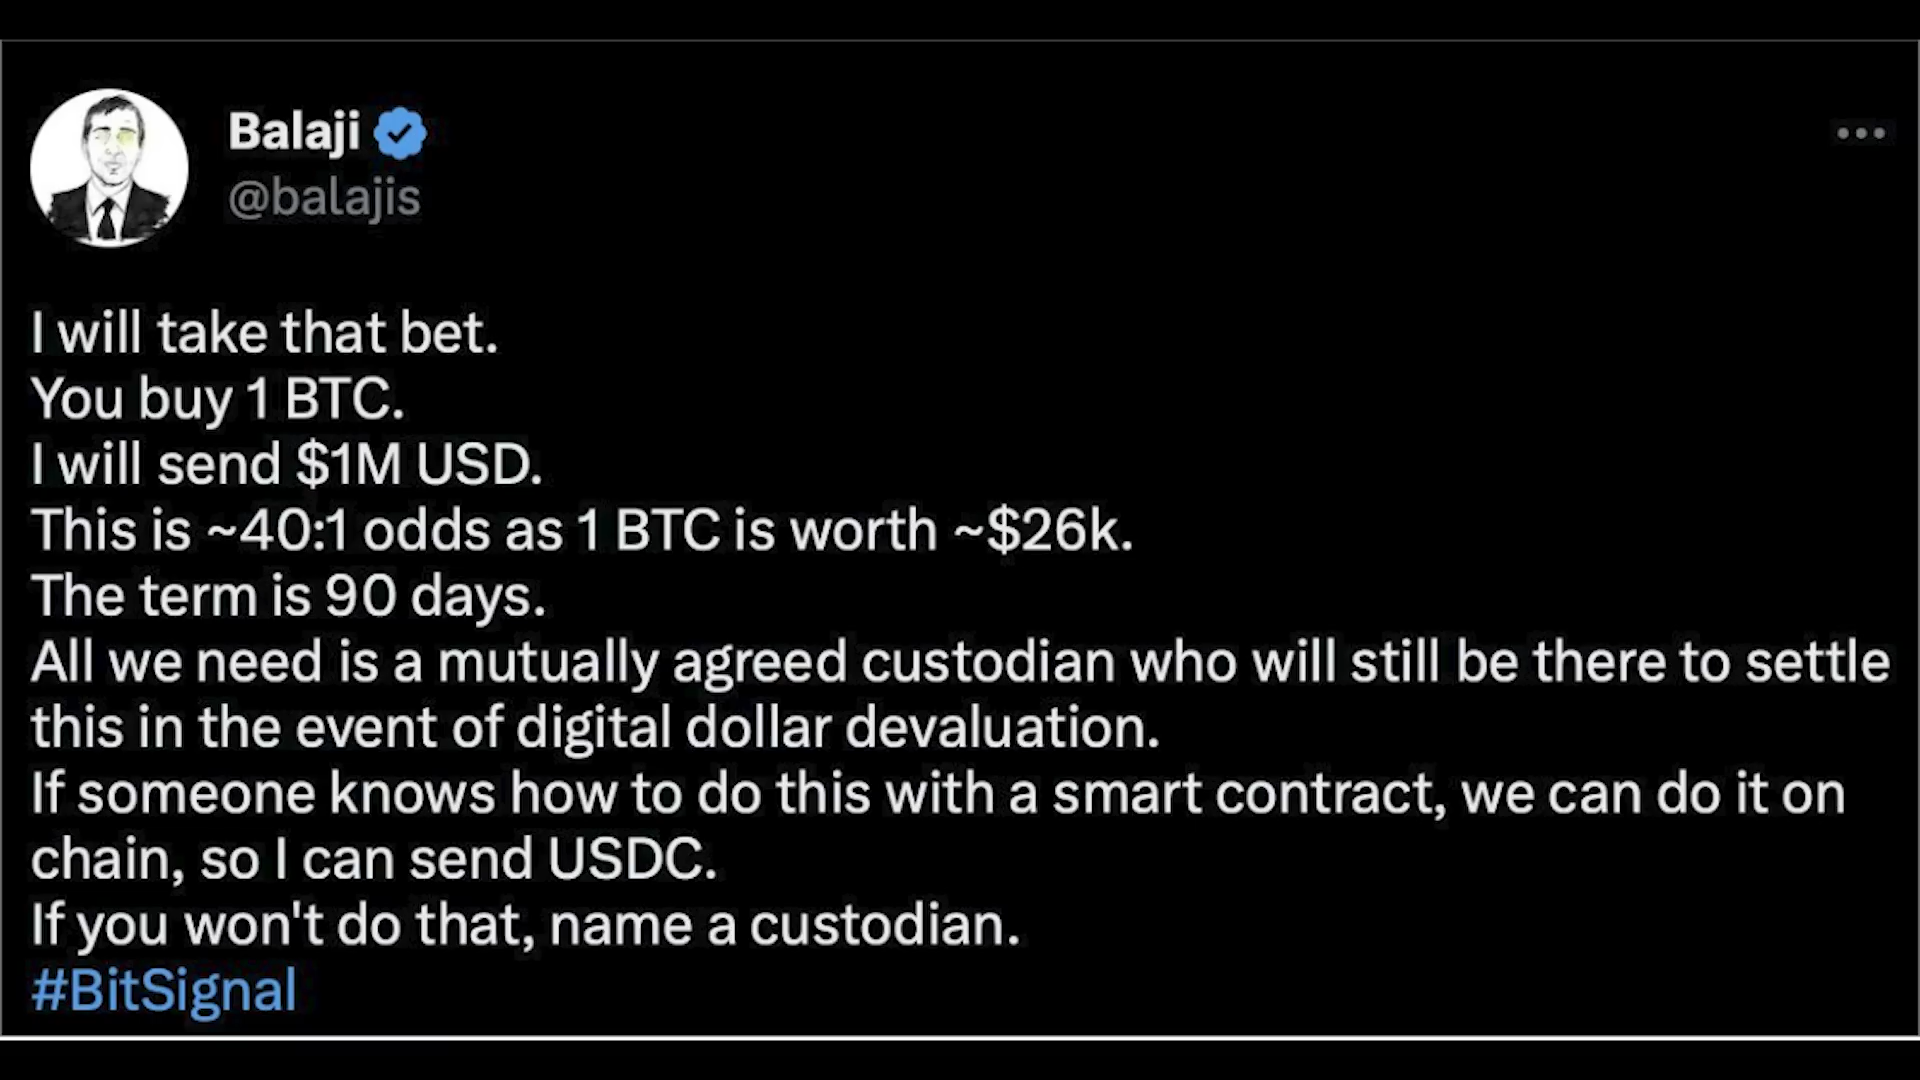 Balaji
@balajis
I will take that bet.
You buy 1 BTC.
I will send $1M USD.
This is ~40:1 odds as 1 BTC is worth ~$26k.
The term is 90 days.
All we need is a mutually agreed custodian who will still be there to settle
this in the event of digital dollar devaluation.
If someone knows how to do this with a smart contract, we can do it on
chain, so I can send USDC.
If you won't do that, name a custodian.
#BitSignal